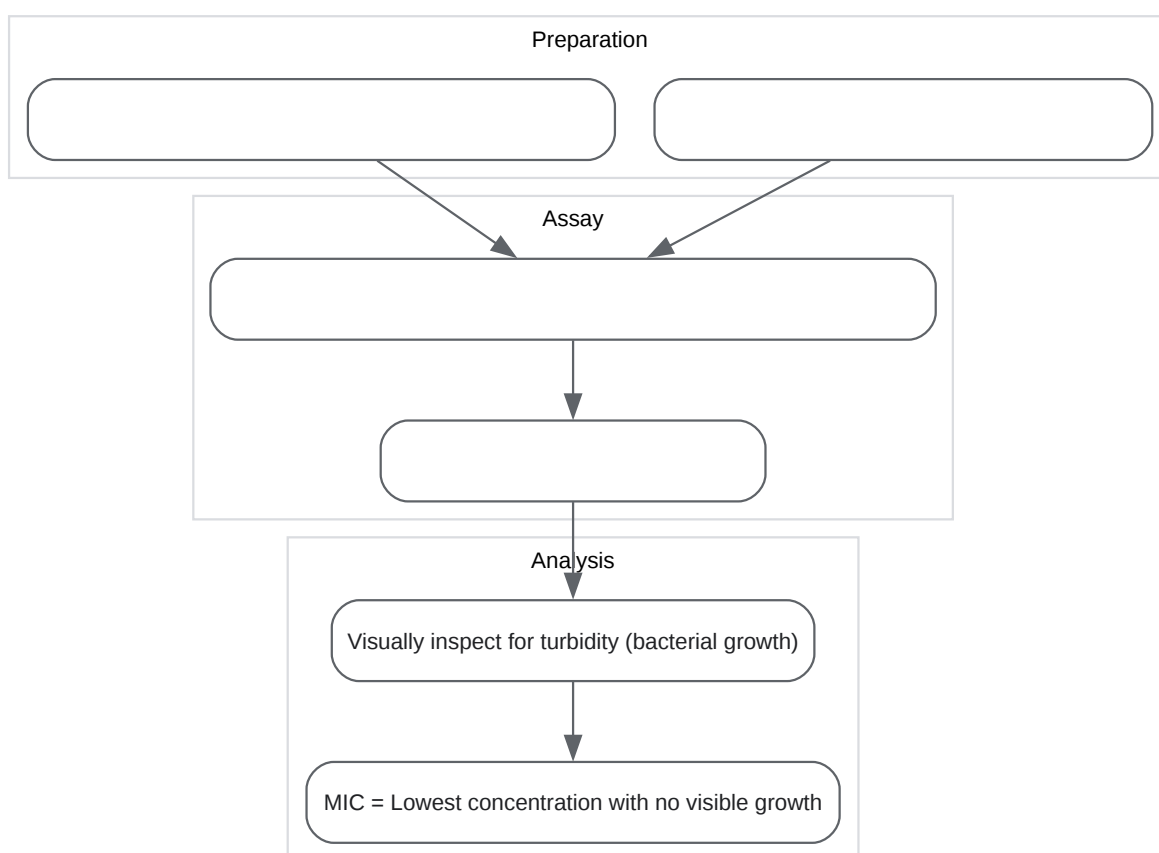 Preparation
Assay
Analysis
Visually inspect for turbidity (bacterial growth)
MIC = Lowest concentration with no visible growth